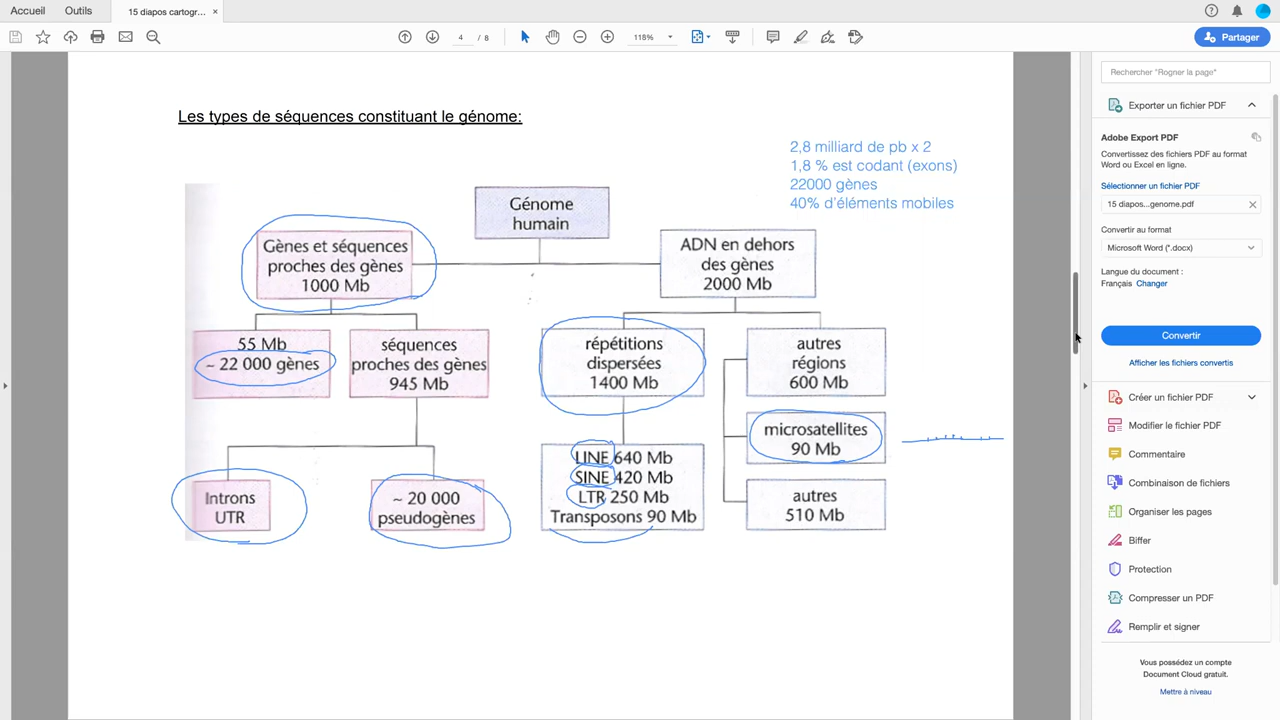 Accueil
Outils
15 diapos cartogr... ×
4 / 8
118%
Partager
Les types de séquences constituant le génome:
2,8 milliard de pb x 2
1,8 % est codant (exons)
22000 gènes
40% d'éléments mobiles
Génome
humain
Gènes et séquences
proches des gènes
1000 Mb
ADN en dehors
des gènes
2000 Mb
55 Mb
~ 22 000 gènes
séquences
proches des gènes
945 Mb
répétitions
dispersées
1400 Mb
autres
régions
600 Mb
microsatellites
90 Mb
LINE 640 Mb
SINE 420 Mb
LTR 250 Mb
Transposons 90 Mb
autres
510 Mb
Introns
UTR
~ 20 000
pseudogènes
Rechercher "Rogner la page"
Exporter un fichier PDF
Adobe Export PDF
Convertissez des fichiers PDF au format
Word ou Excel en ligne.
Sélectionner un fichier PDF
15 diapos...genome.pdf
Convertir au format
Microsoft Word (*.docx)
Langue du document :
Français Changer
Convertir
Afficher les fichiers convertis
Créer un fichier PDF
Modifier le fichier PDF
Commentaire
Combinaison de fichiers
Organiser les pages
Biffer
Protection
Compresser un PDF
Remplir et signer
Vous possédez un compte
Document Cloud gratuit.
Mettre à niveau